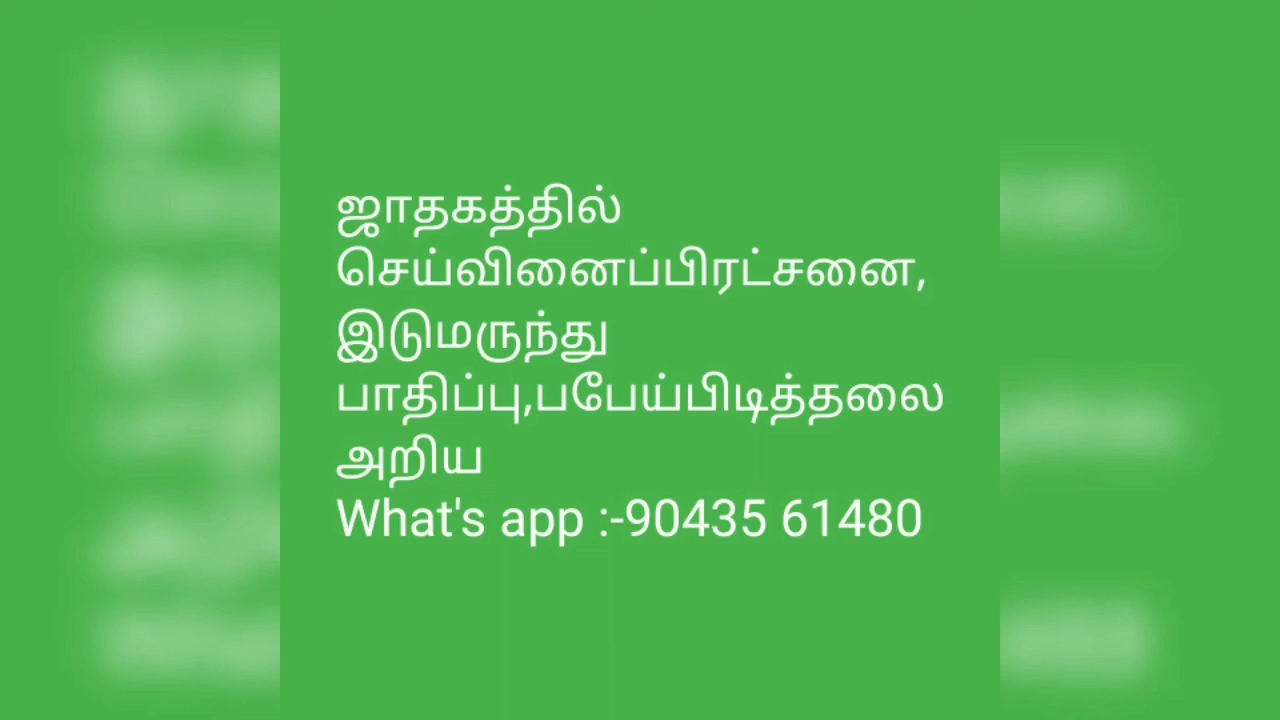 ஜாதகத்தில்
செய்வினைப்பிரட்சனை,
இடுமருந்து
பாதிப்பு,பபேய்பிடித்தலை
அறிய
What's app :-90435 61480